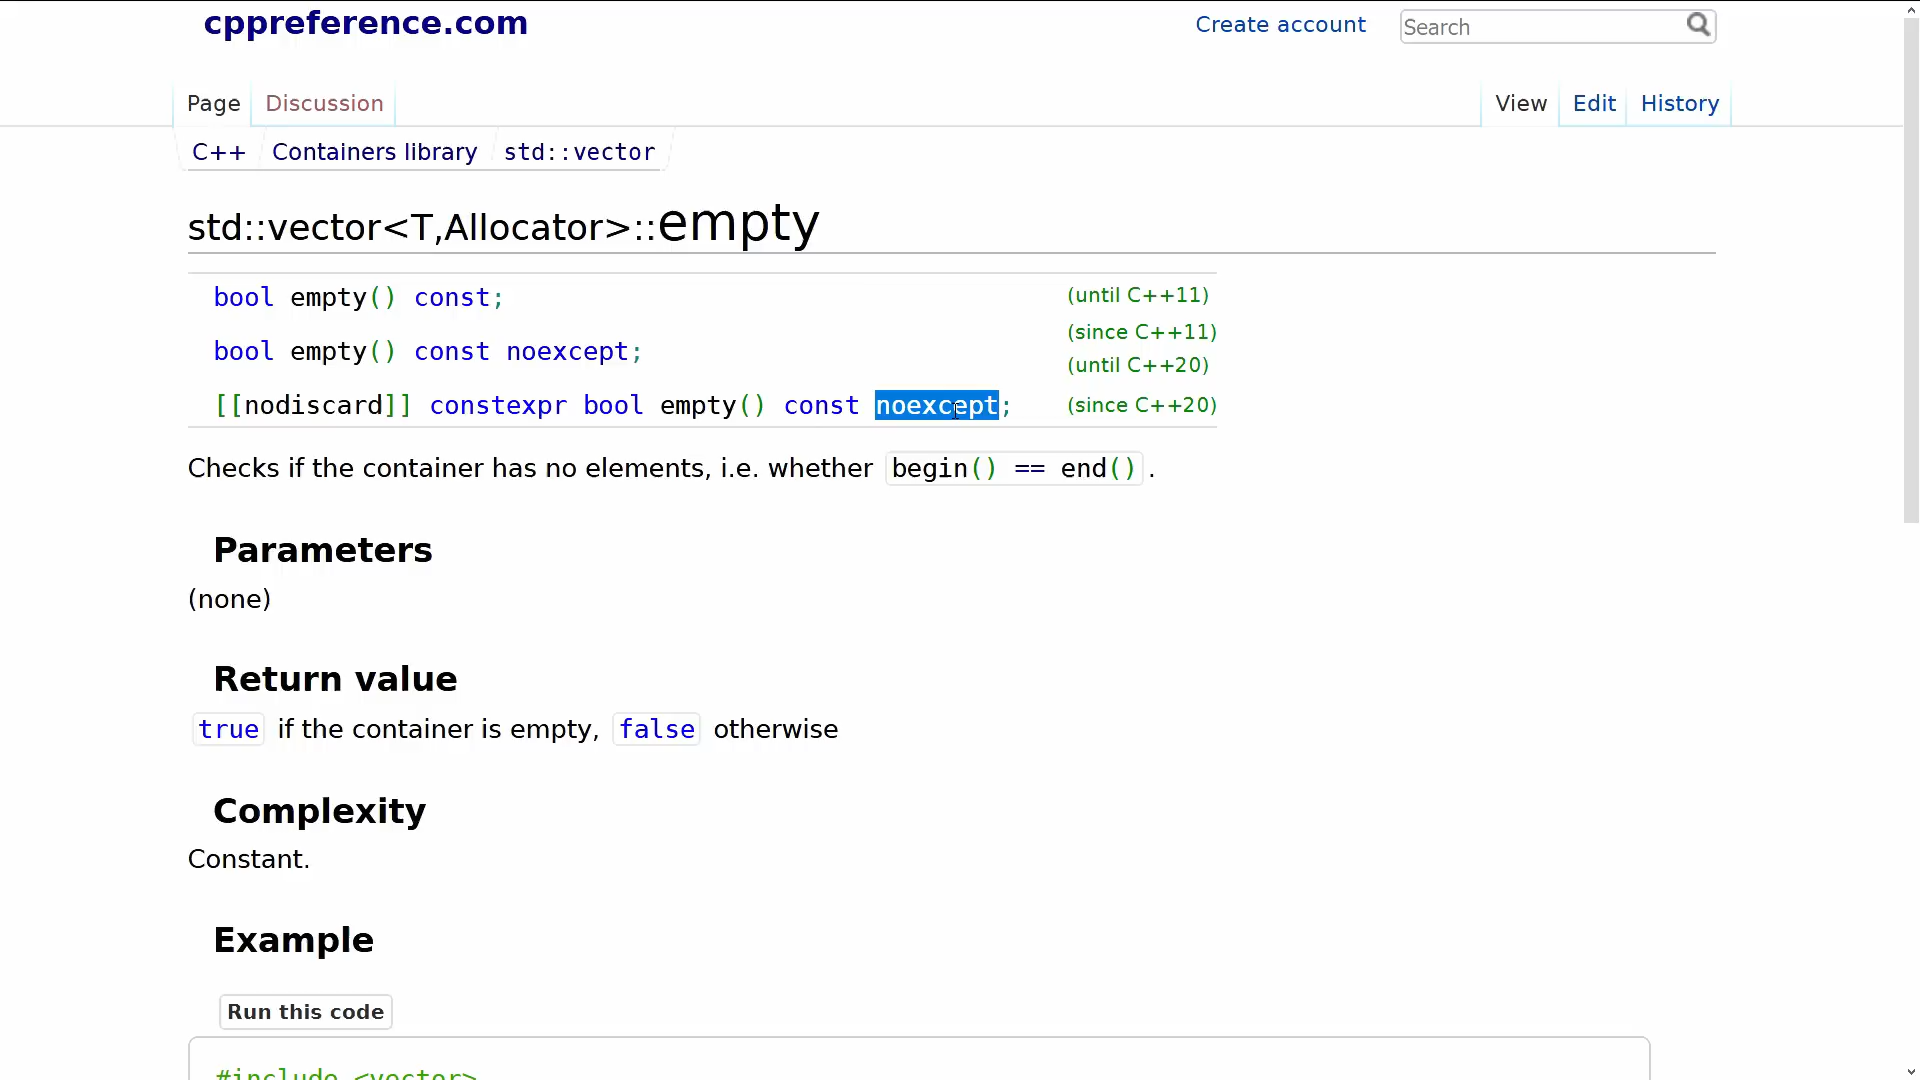 cppreference.com
Create account
Search
Page
Discussion
View
Edit
History
C++
Containers library
std::vector
std::vector<T,Allocator>::empty
bool empty() const;
(until C++11)
bool empty() const noexcept;
(since C++11)
(until C++20)
[[nodiscard]] constexpr bool empty() const noexcept;
(since C++20)
Checks if the container has no elements, i.e. whether begin() == end() .
Parameters
(none)
Return value
true if the container is empty, false otherwise
Complexity
Constant.
Example
Run this code
#include <vector>